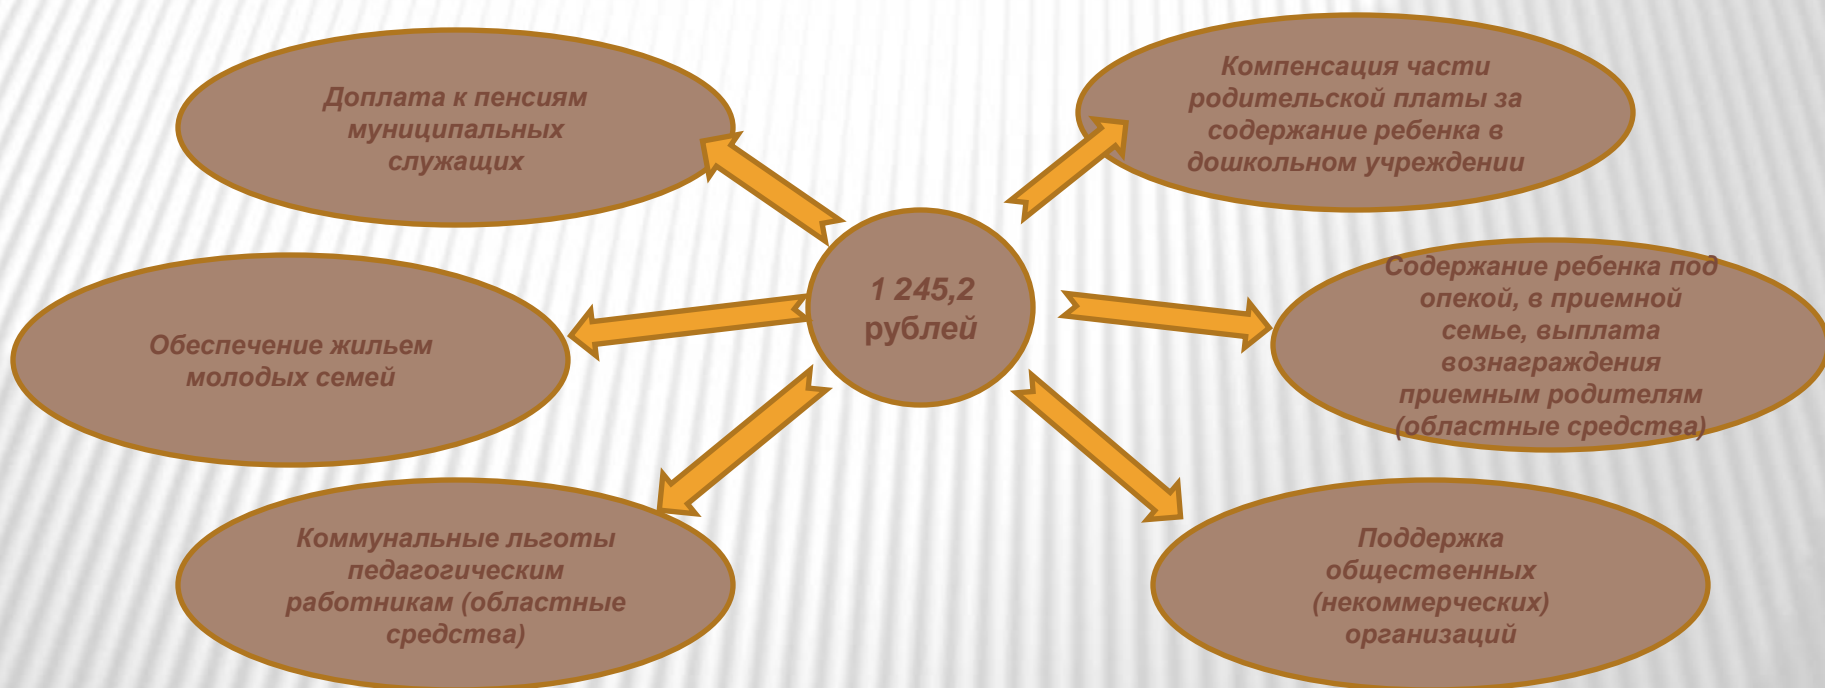 Доплата к пенсиям
муниципальных
служащих
Компенсация части
родительской платы за
содержание ребенка в
дошкольном учреждении
1 245,2
рублей
Обеспечение жильем
молодых семей
Содержание ребенка под
опекой, в приемной
семье, выплата
вознаграждения
приемным родителям
(областные средства)
Коммунальные льготы
педагогическим
работникам (областные
средства)
Поддержка
общественных
(некоммерческих)
организаций